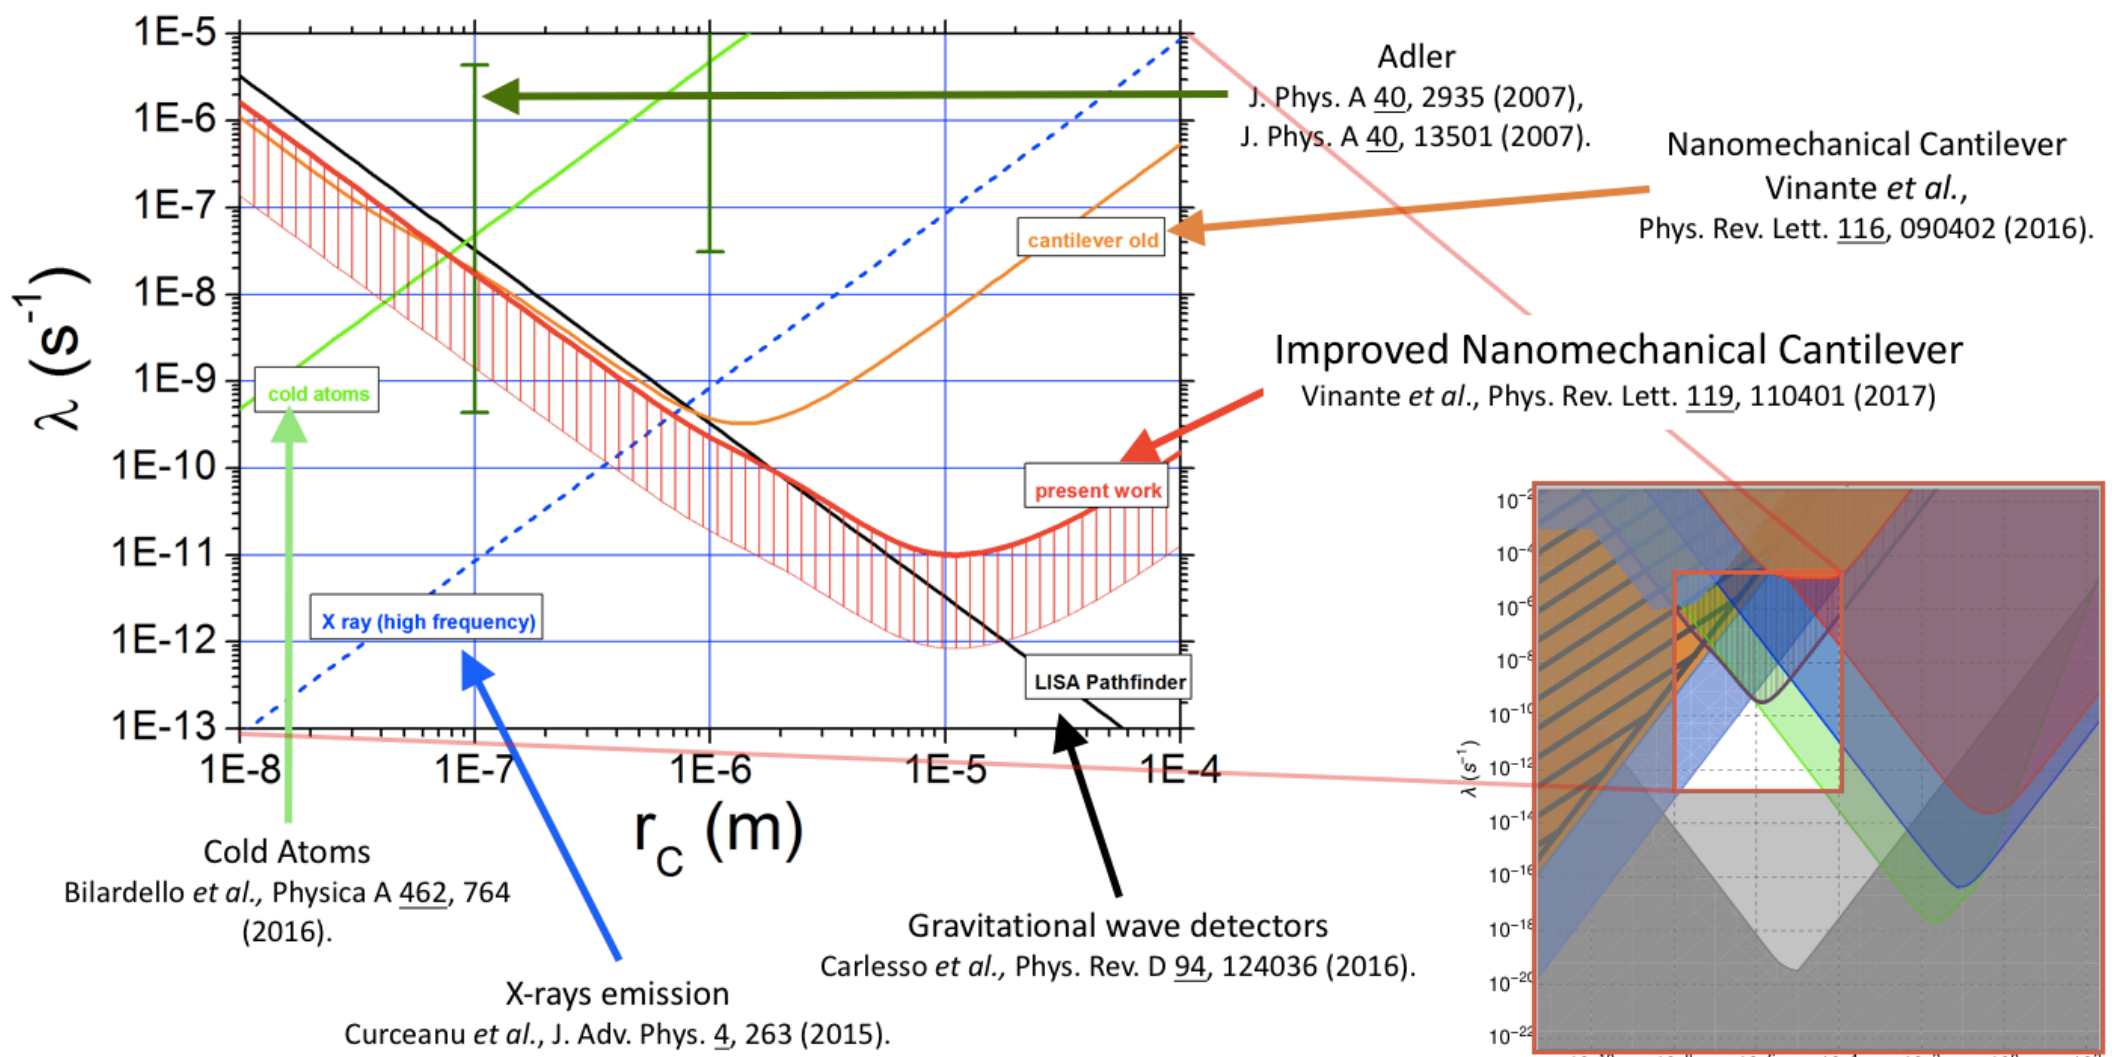 1E-5
1E-6
1E-7
1E-8
1E-9
1E-10
1E-11
1E-12
1E-13
λ (s⁻¹)
1E-8
1E-7
1E-6
1E-5
1E-4
r_C (m)
cold atoms
X ray (high frequency)
cantilever old
present work
LISA Pathfinder
Adler
J. Phys. A 40, 2935 (2007),
J. Phys. A 40, 13501 (2007).
Nanomechanical Cantilever
Vinante et al.,
Phys. Rev. Lett. 116, 090402 (2016).
Improved Nanomechanical Cantilever
Vinante et al., Phys. Rev. Lett. 119, 110401 (2017)
Cold Atoms
Bilardello et al., Physica A 462, 764
(2016).
X-rays emission
Curceanu et al., J. Adv. Phys. 4, 263 (2015).
Gravitational wave detectors
Carlesso et al., Phys. Rev. D 94, 124036 (2016).
10⁻²
10⁻⁴
10⁻⁶
10⁻⁸
10⁻¹⁰
10⁻¹²
10⁻¹⁴
10⁻¹⁶
10⁻¹⁸
10⁻²⁰
10⁻²²
λ (s⁻¹)